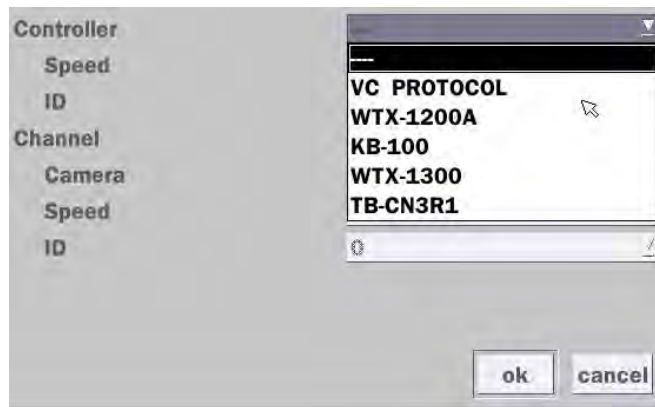 Controller
----
Speed
----
ID
VC PROTOCOL
WTX-1200A
Channel
KB-100
Camera
WTX-1300
Speed
TB-CN3R1
ID
0
ok cancel